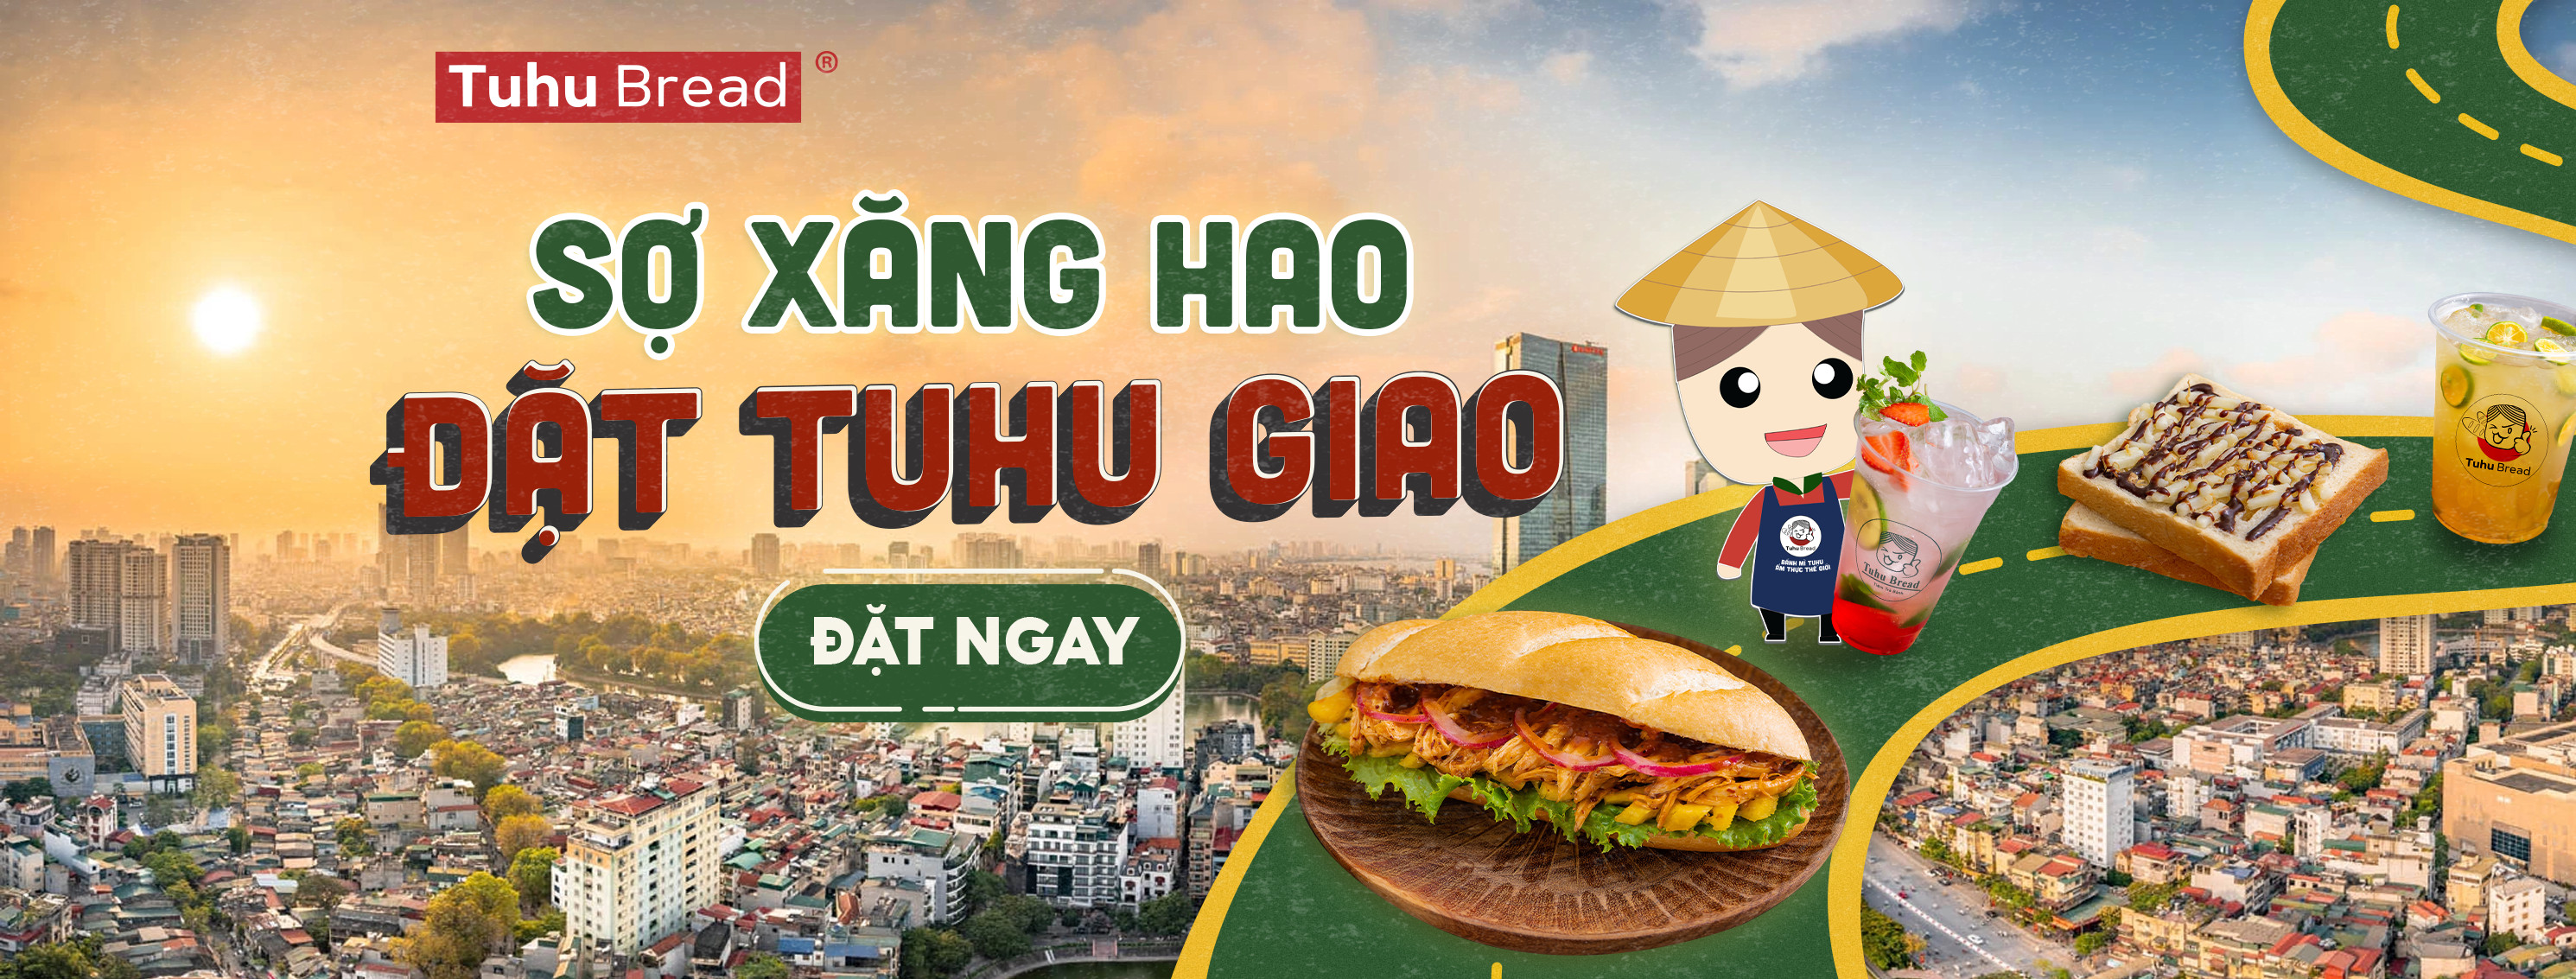 Tuhu Bread ®
SỢ XĂNG HAO
ĐẶT TUHU GIAO
ĐẶT NGAY
Tuhu Bread
BÁNH MÌ TUHU
ẨM THỰC THẾ GIỚI
Tuhu Bread
Tuhu Bread